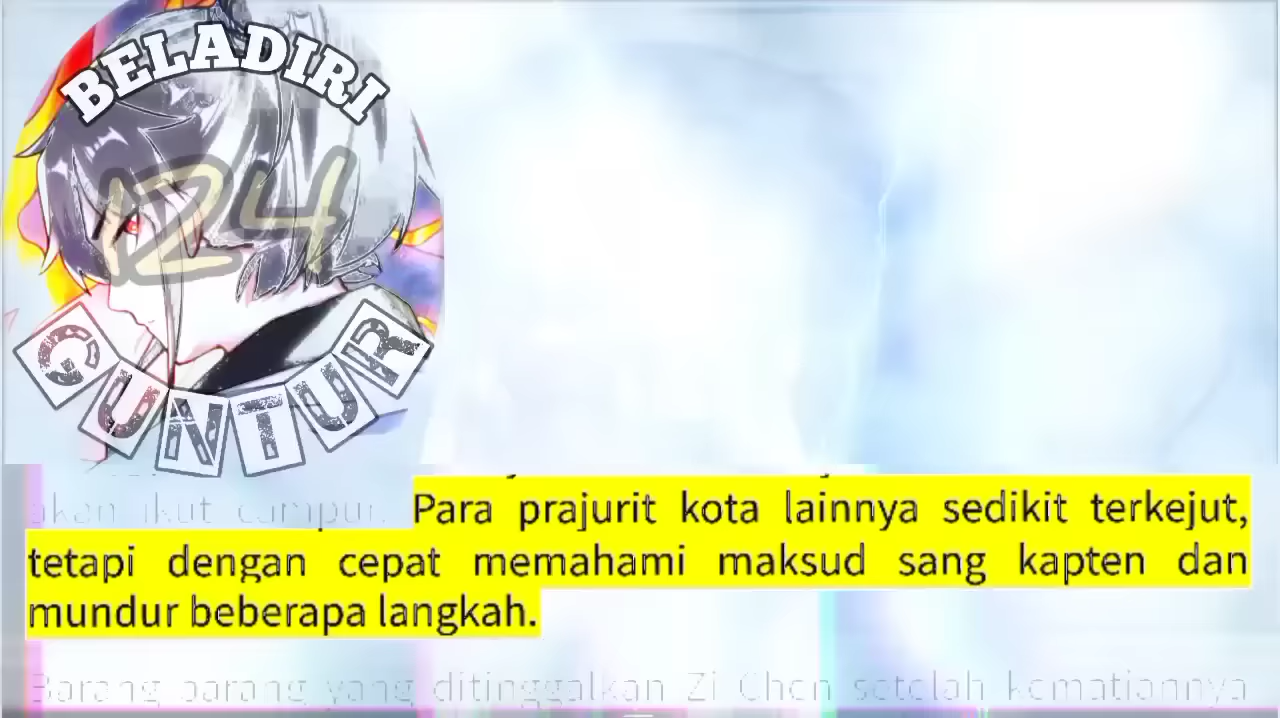 BELADIRI
124
GUNTUR
akan ikut campur. Para prajurit kota lainnya sedikit terkejut,
tetapi dengan cepat memahami maksud sang kapten dan
mundur beberapa langkah.
Barang barang yang ditinggalkan Zi Chen setelah kematiannya